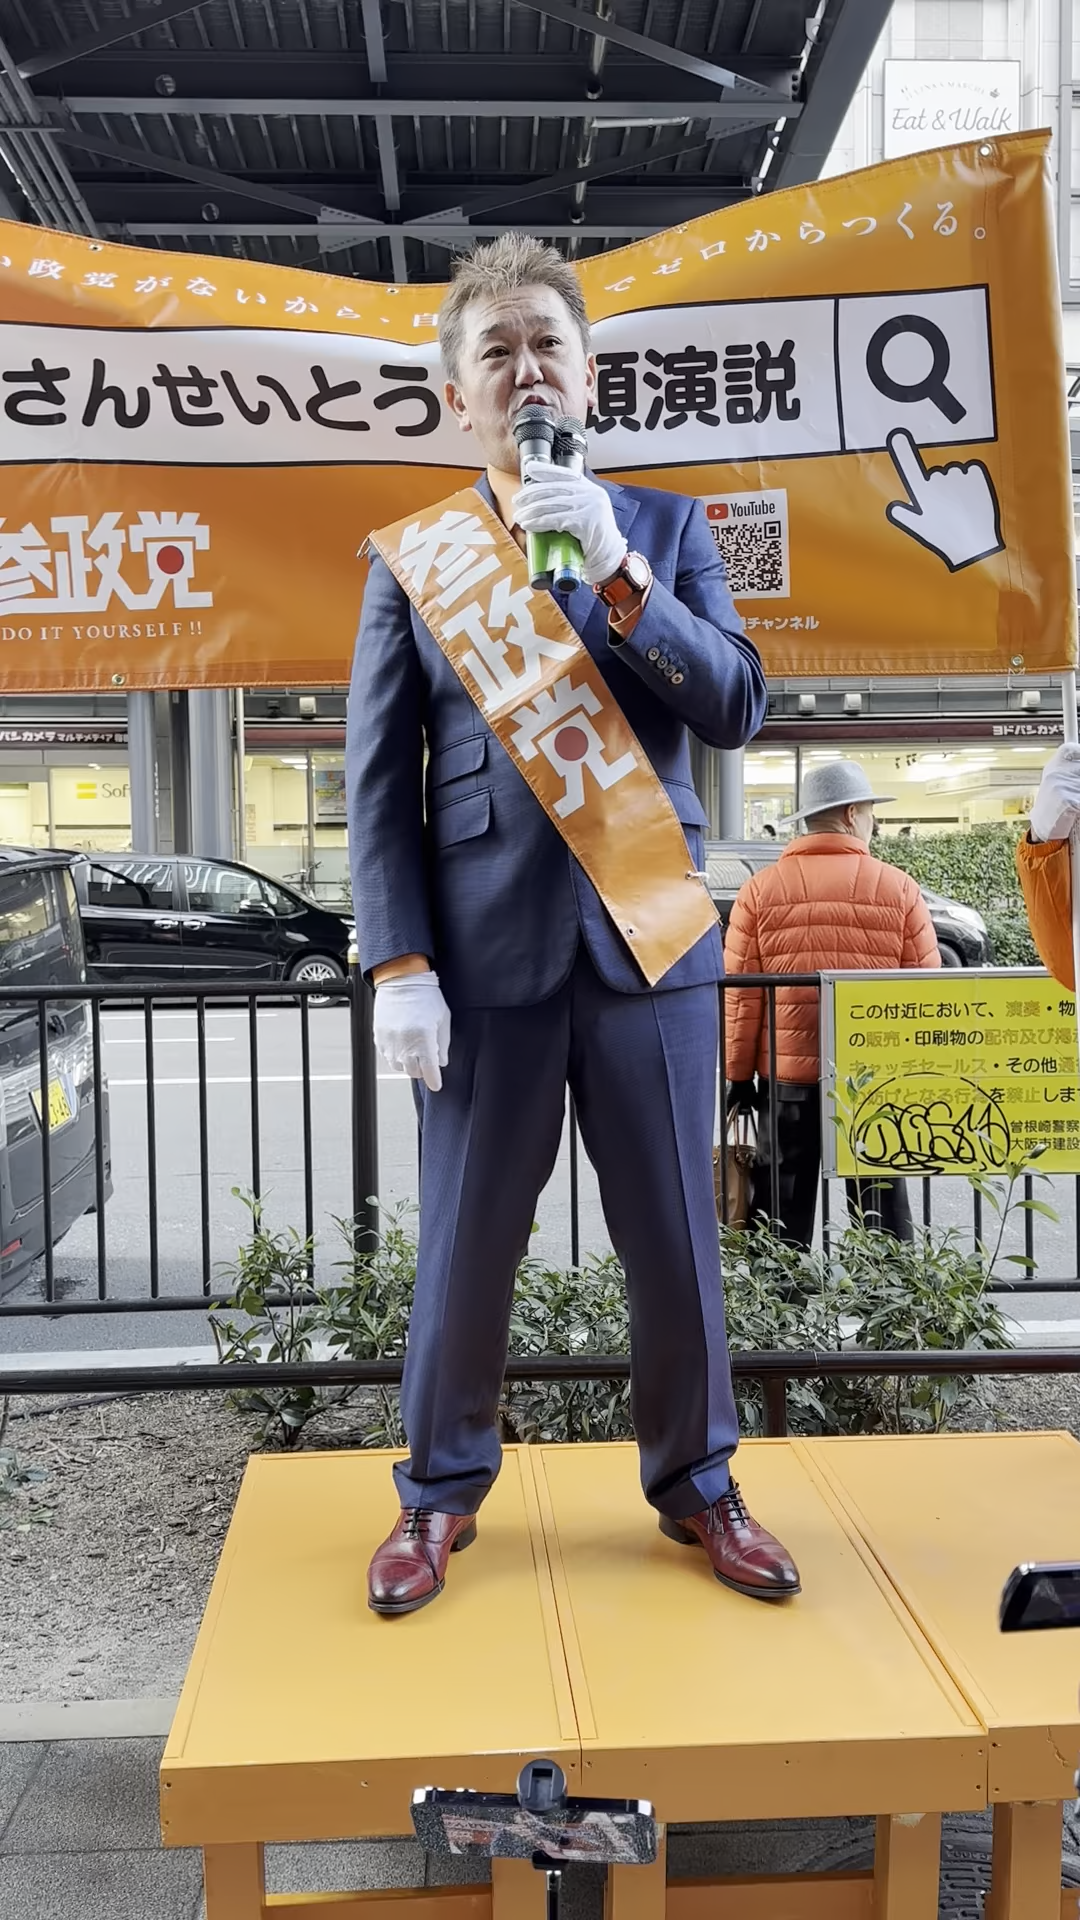 Eat & Walk
政党がないから、自
でゼロからつくる。
さんせいとう
頭演説
参政党
DO IT YOURSELF!!
YouTube
チャンネル
参政党
ヨドバシカメラ
Soft
この付近において、演奏・物
の販売・印刷物の配布及び掲
キャッチセールス・その他通
の妨げとなる行為を禁止しま
曽根崎警察
大阪市建設